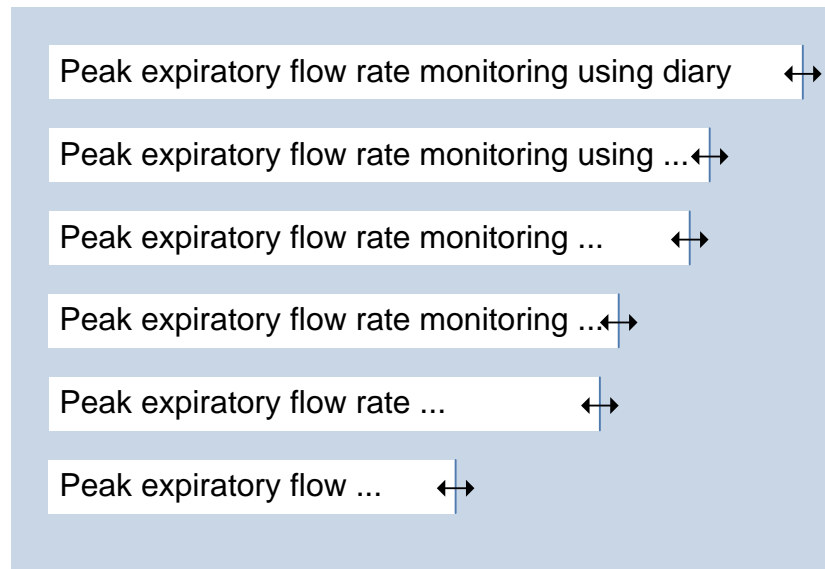 Peak expiratory flow rate monitoring using diary
Peak expiratory flow rate monitoring using ...
Peak expiratory flow rate monitoring ...
Peak expiratory flow rate monitoring ...
Peak expiratory flow rate ...
Peak expiratory flow ...